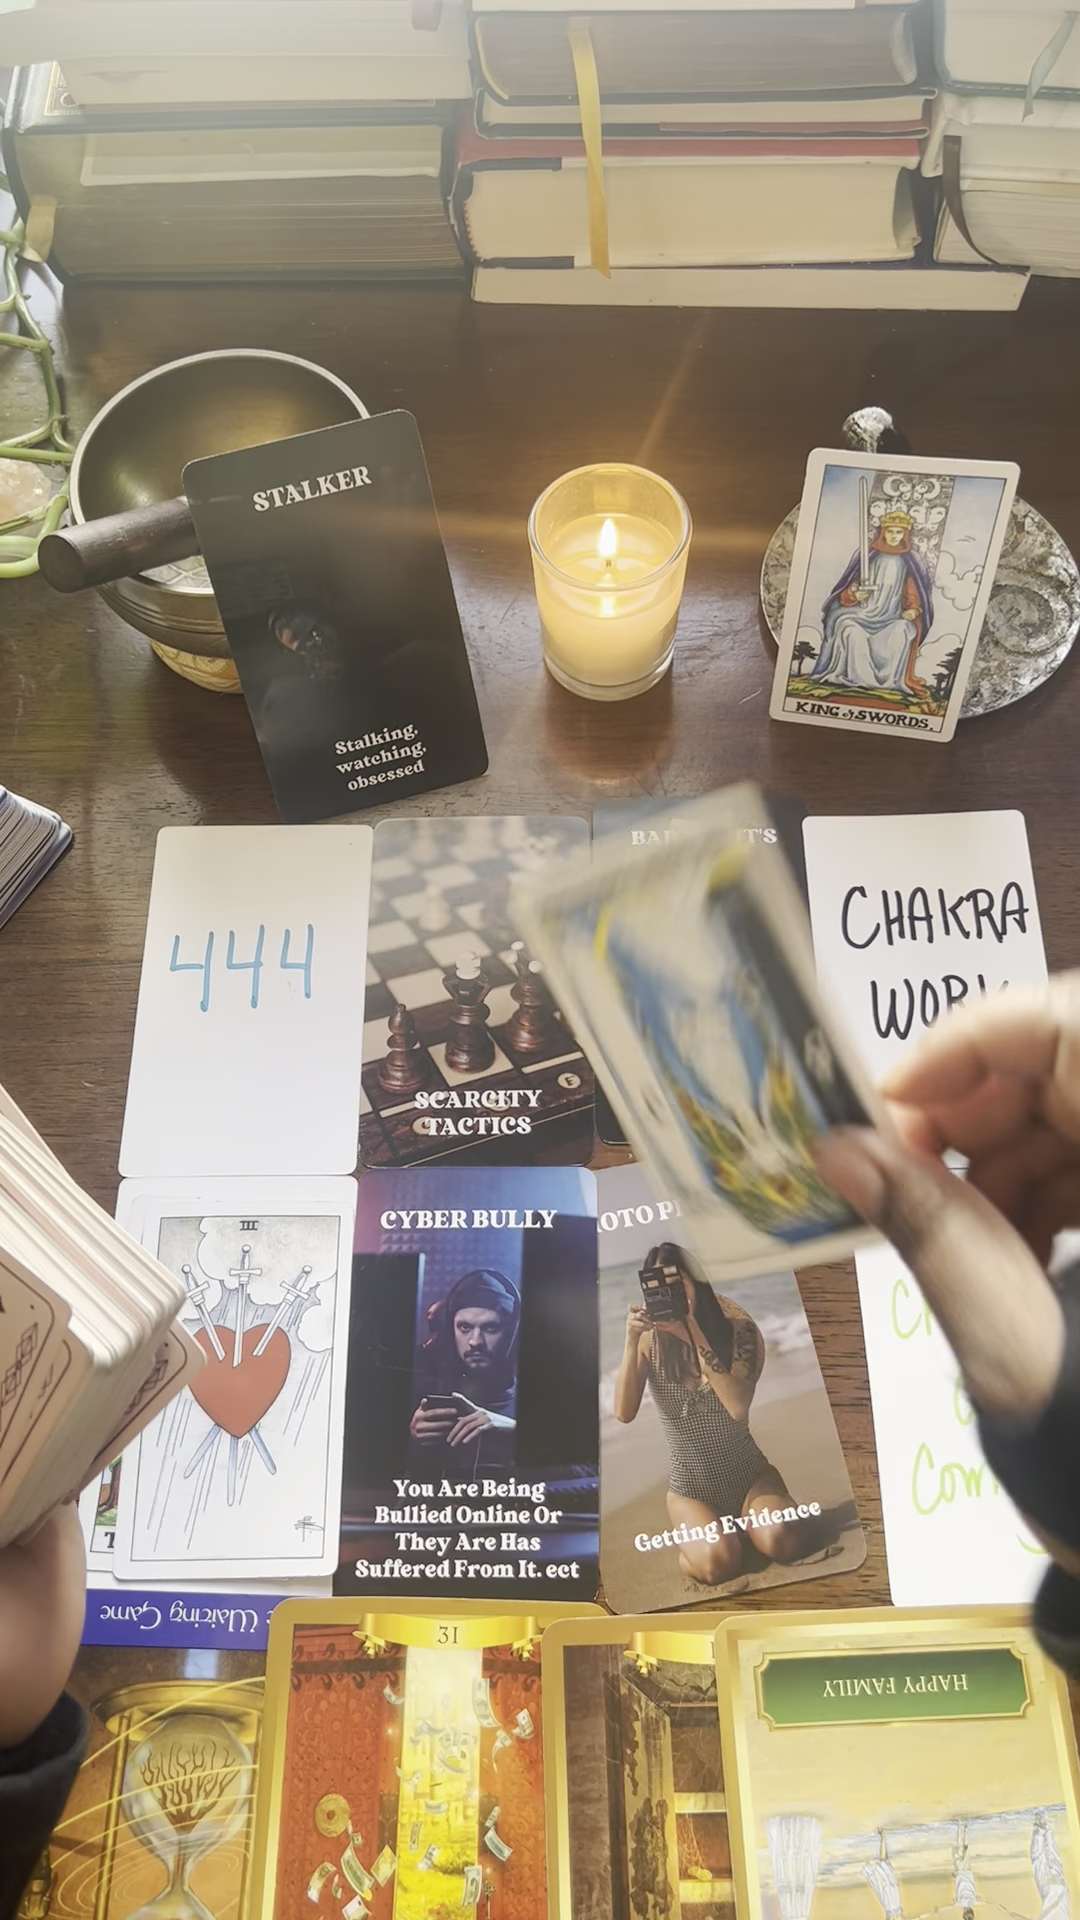 STALKER
Stalking,
watching,
obsessed
KING of SWORDS.
444
SCARCITY
TACTICS
CHAKRA
WORK
III
CYBER BULLY
You Are Being
Bullied Online Or
They Are Has
Suffered From It. ect
Getting Evidence
Waiting Game
31
HAPPY FAMILY